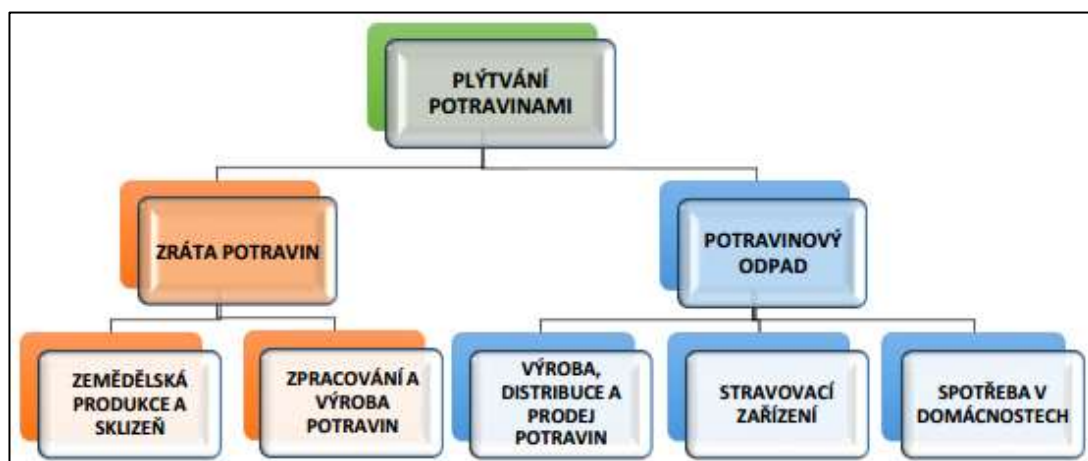 PLÝTVÁNÍ
POTRAVINAMI
ZRÁTA POTRAVIN
POTRAVINOVÝ
ODPAD
ZEMĚDĚLSKÁ
PRODUKCE A
SKLIZEŇ
ZPRACOVÁNÍ A
VÝROBA
POTRAVIN
VÝROBA,
DISTRIBUCE A
PRODEJ
POTRAVIN
STRAVOVACÍ
ZAŘÍZENÍ
SPOTŘEBA V
DOMÁCNOSTECH